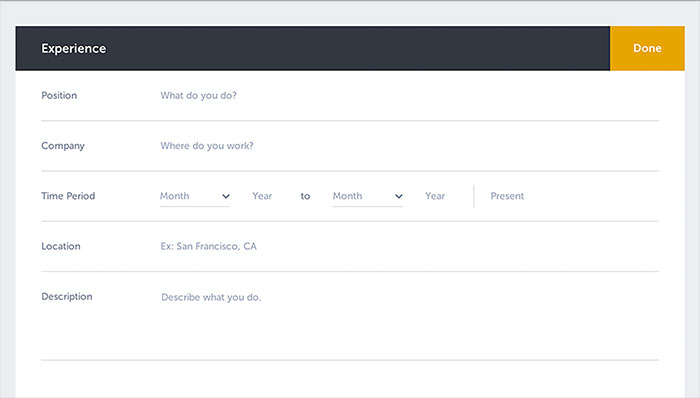 Experience Done
Position What do you do?
Company Where do you work?
Time Period Month Year to Month Year Present
Location Ex: San Francisco, CA
Description Describe what you do.